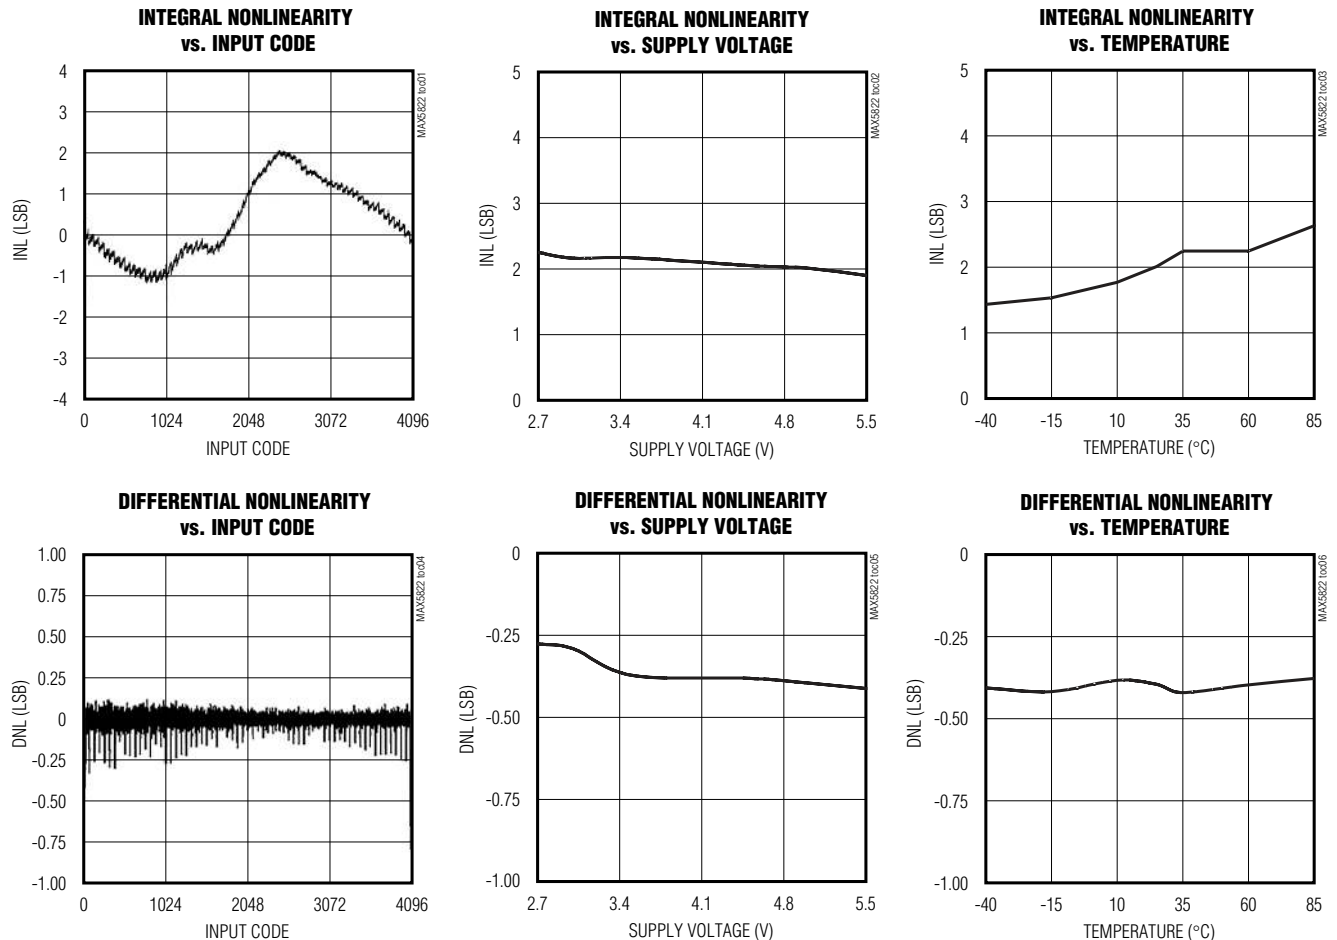 INTEGRAL NONLINEARITY
vs. INPUT CODE
4
3
2
1
0
-1
-2
-3
-4
INL (LSB)
0 1024 2048 3072 4096
INPUT CODE
MAX5822 toc01
INTEGRAL NONLINEARITY
vs. SUPPLY VOLTAGE
5
4
3
2
1
0
INL (LSB)
2.7 3.4 4.1 4.8 5.5
SUPPLY VOLTAGE (V)
MAX5822 toc02
INTEGRAL NONLINEARITY
vs. TEMPERATURE
5
4
3
2
1
0
INL (LSB)
-40 -15 10 35 60 85
TEMPERATURE (°C)
MAX5822 toc03
DIFFERENTIAL NONLINEARITY
vs. INPUT CODE
1.00
0.75
0.50
0.25
0
-0.25
-0.50
-0.75
-1.00
DNL (LSB)
0 1024 2048 3072 4096
INPUT CODE
MAX5822 toc04
DIFFERENTIAL NONLINEARITY
vs. SUPPLY VOLTAGE
0
-0.25
-0.50
-0.75
-1.00
DNL (LSB)
2.7 3.4 4.1 4.8 5.5
SUPPLY VOLTAGE (V)
MAX5822 toc05
DIFFERENTIAL NONLINEARITY
vs. TEMPERATURE
0
-0.25
-0.50
-0.75
-1.00
DNL (LSB)
-40 -15 10 35 60 85
TEMPERATURE (°C)
MAX5822 toc06